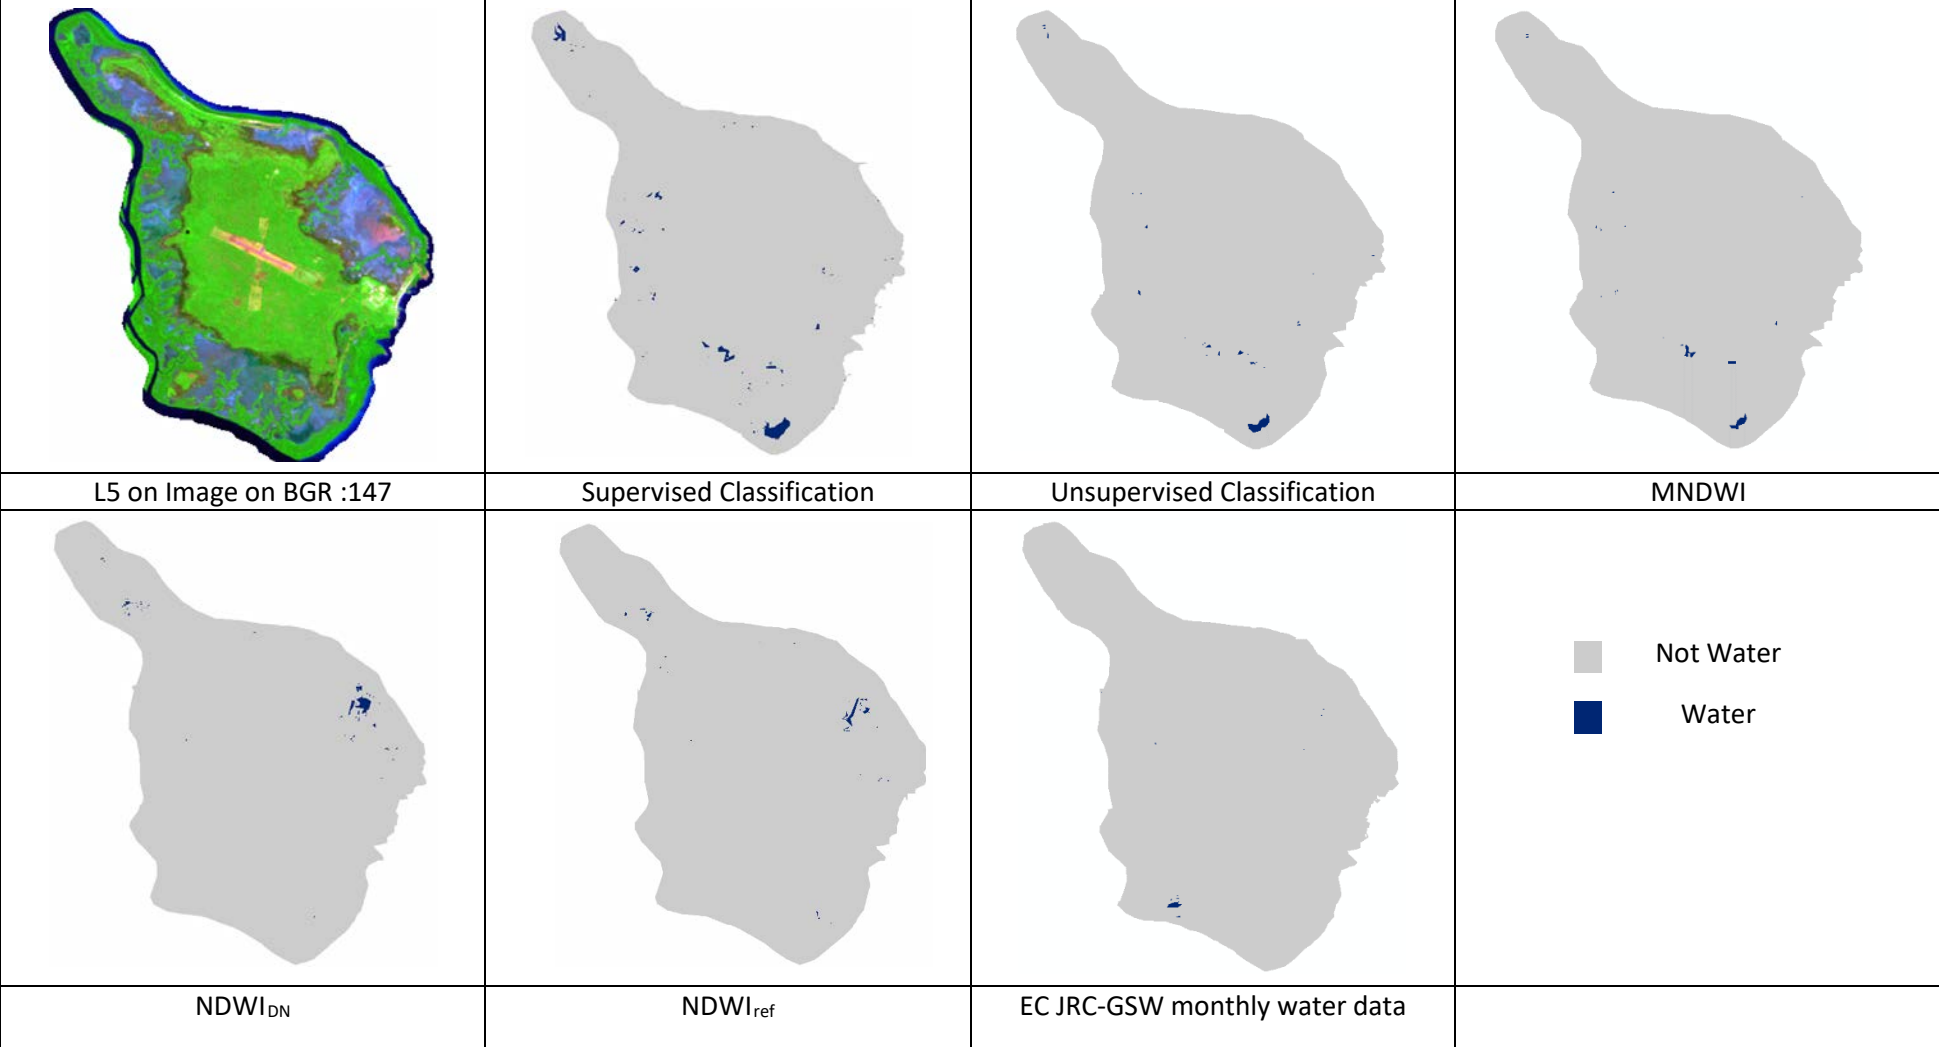 L5 on Image on BGR :147
Supervised Classification
Unsupervised Classification
MNDWI
Not Water
Water
NDWIDN
NDWIref
EC JRC-GSW monthly water data